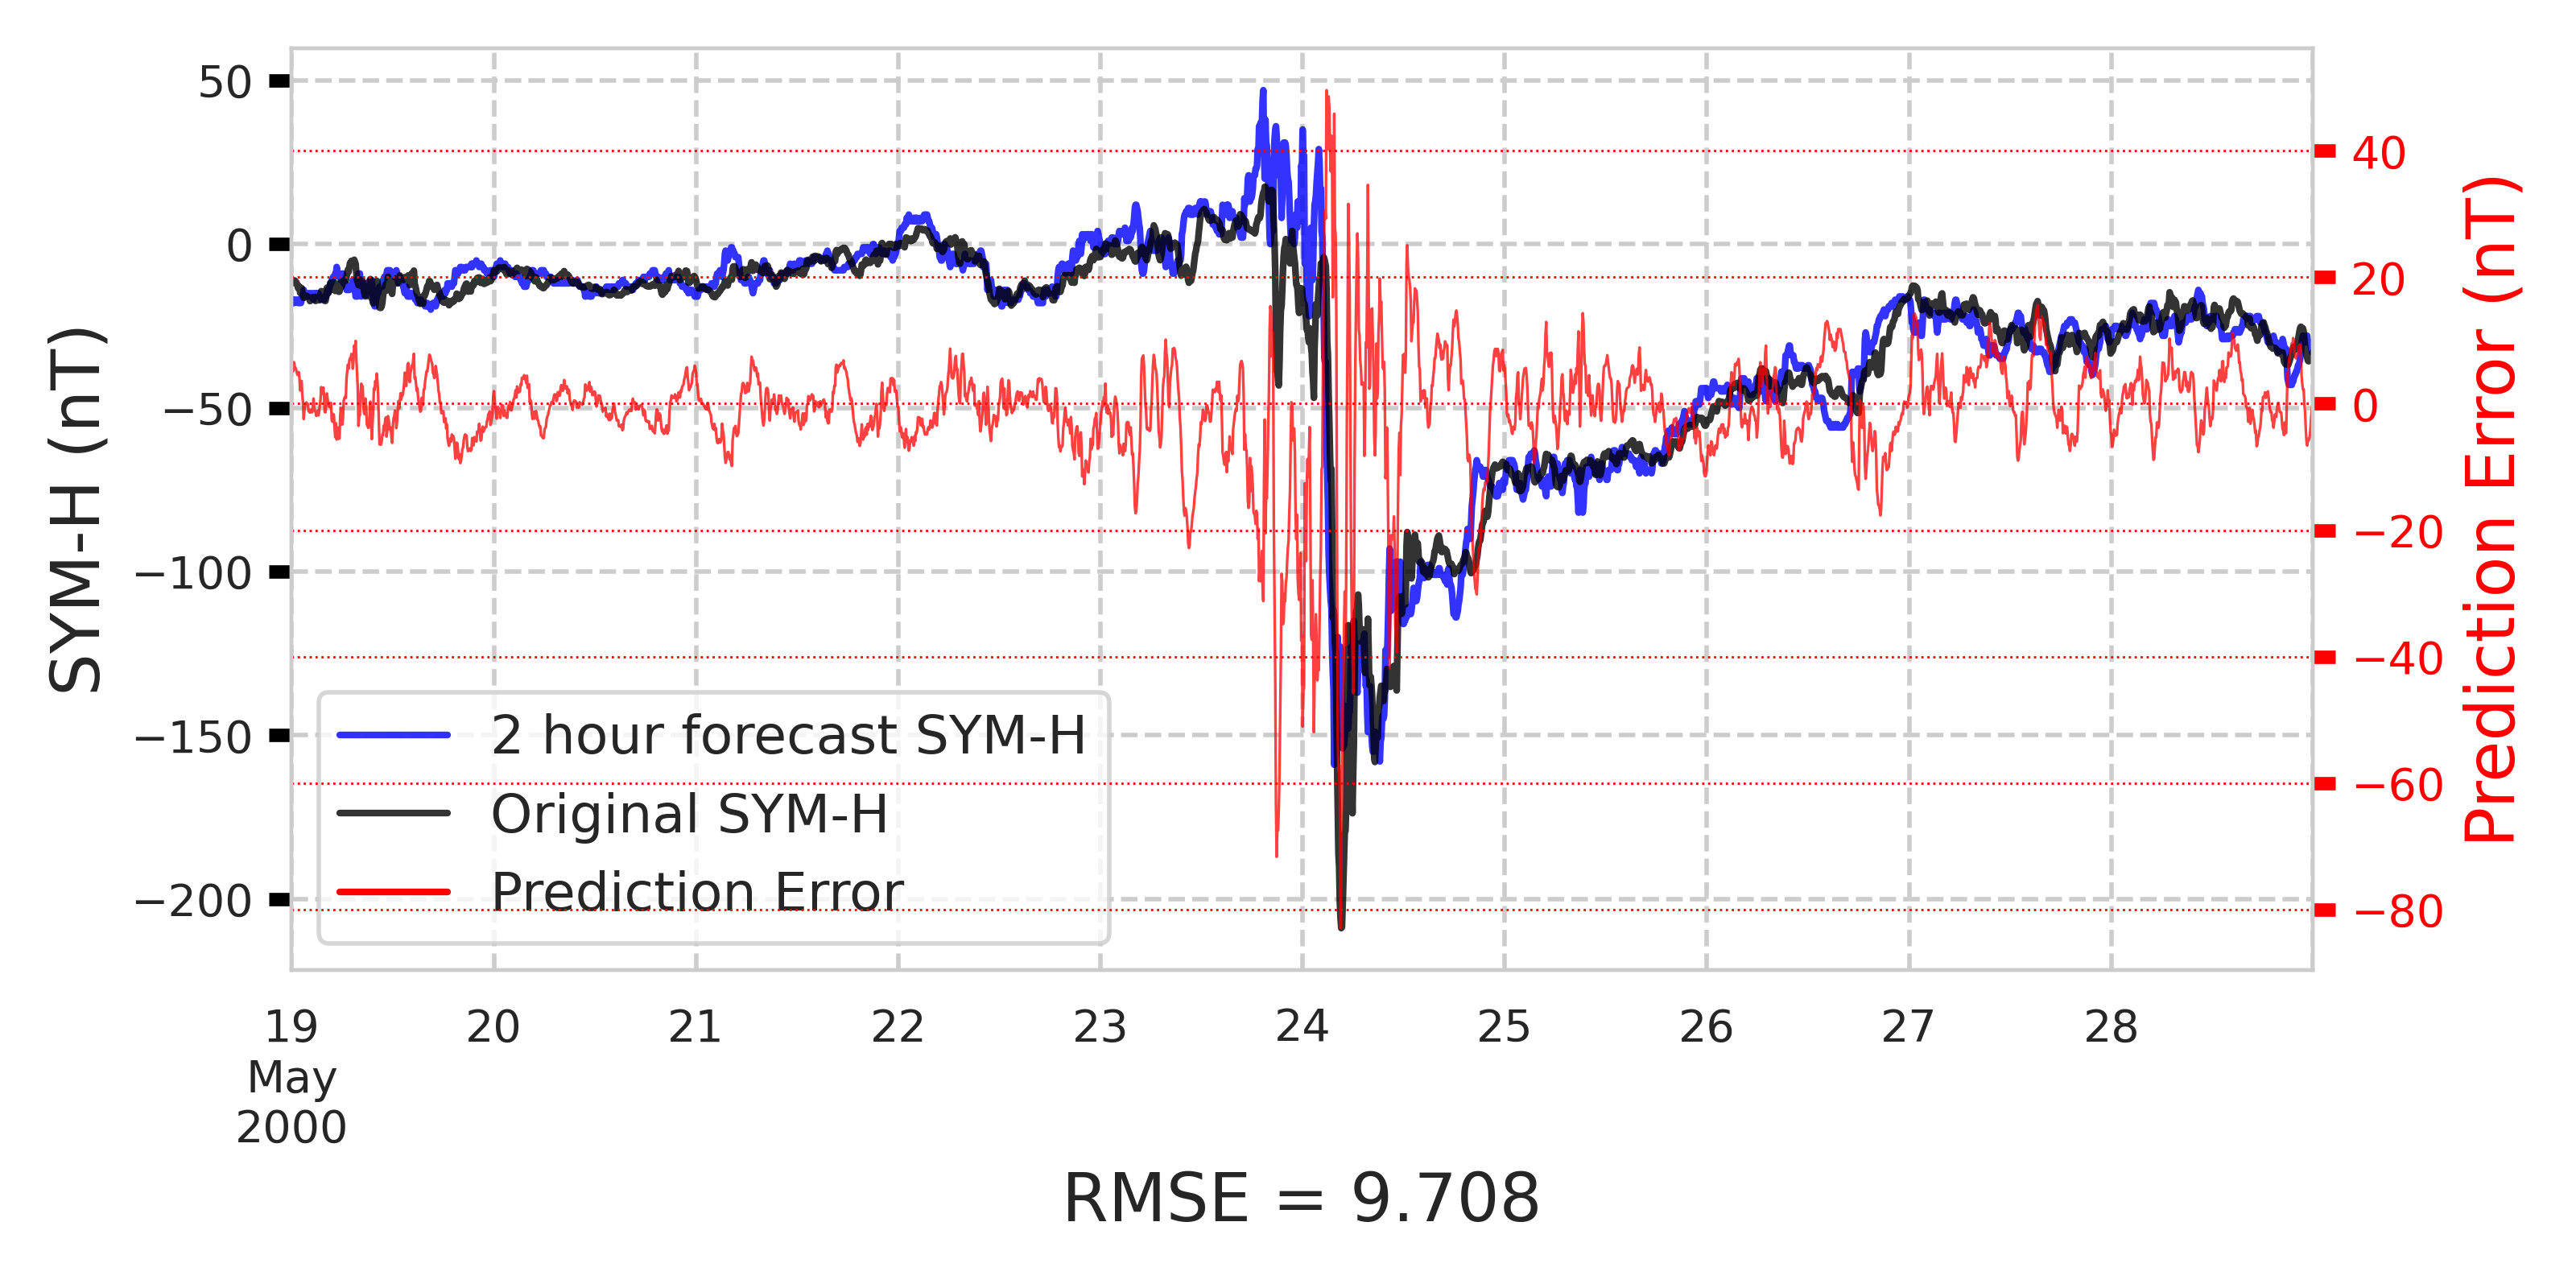 SYM-H (nT)
50
0
−50
−100
−150
−200
40
20
0
−20
−40
−60
−80
Prediction Error (nT)
2 hour forecast SYM-H
Original SYM-H
Prediction Error
19 20 21 22 23 24 25 26 27 28
May
2000
RMSE = 9.708